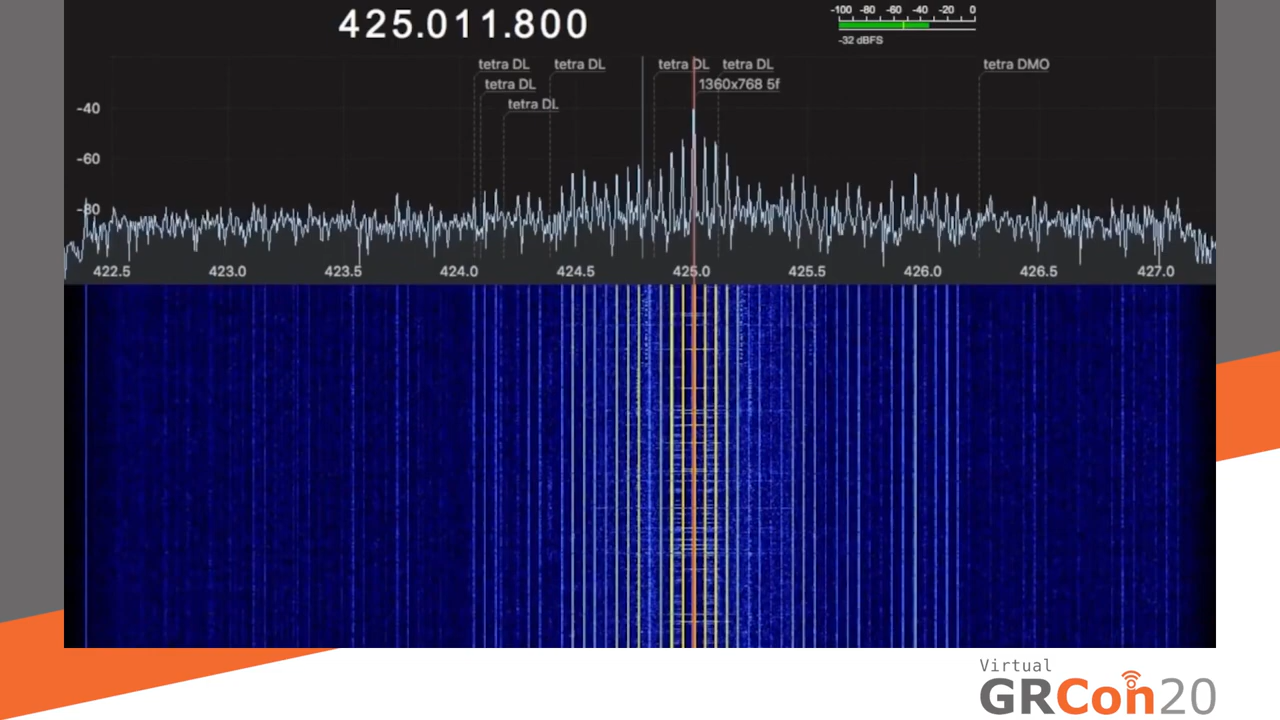 425.011.800
-100 -80 -60 -40 -20 0
-32 dBFS
tetra DL tetra DL tetra DL tetra DL tetra DMO
tetra DL 1360x768 5f
tetra DL
-40
-60
-80
422.5 423.0 423.5 424.0 424.5 425.0 425.5 426.0 426.5 427.0
Virtual
GRCon20